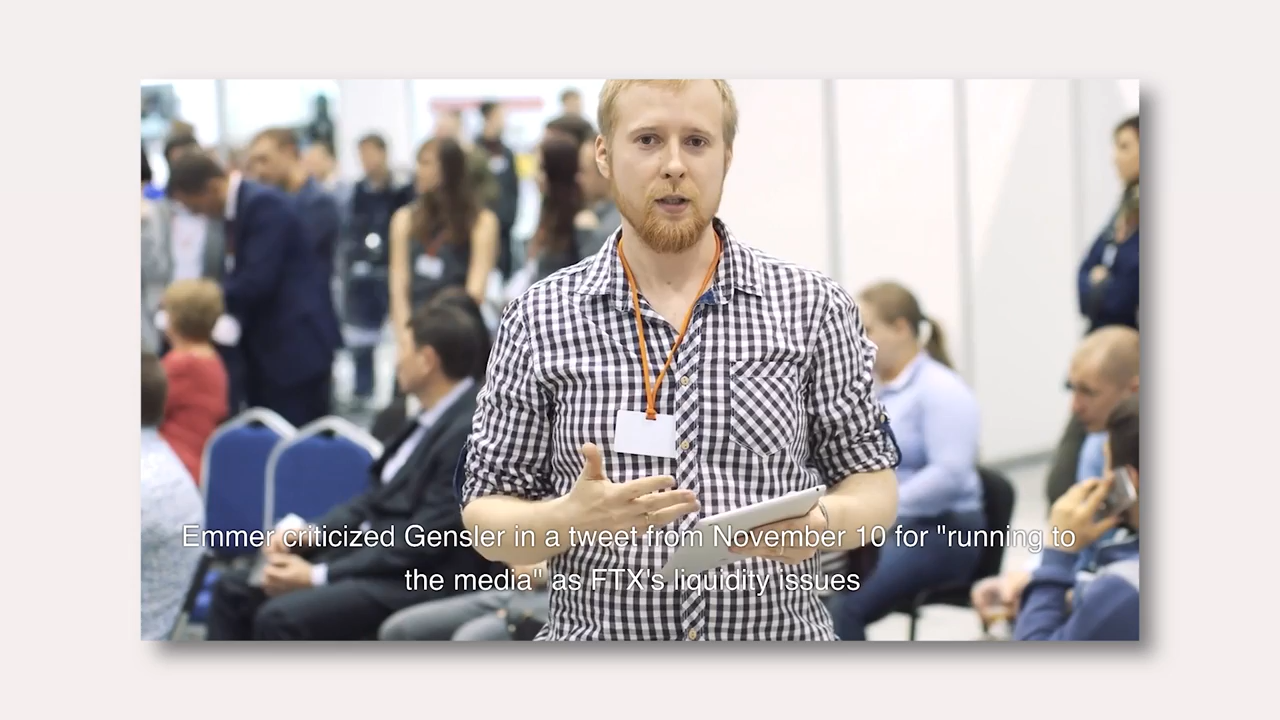 Emmer criticized Gensler in a tweet from November 10 for "running to
the media" as FTX's liquidity issues